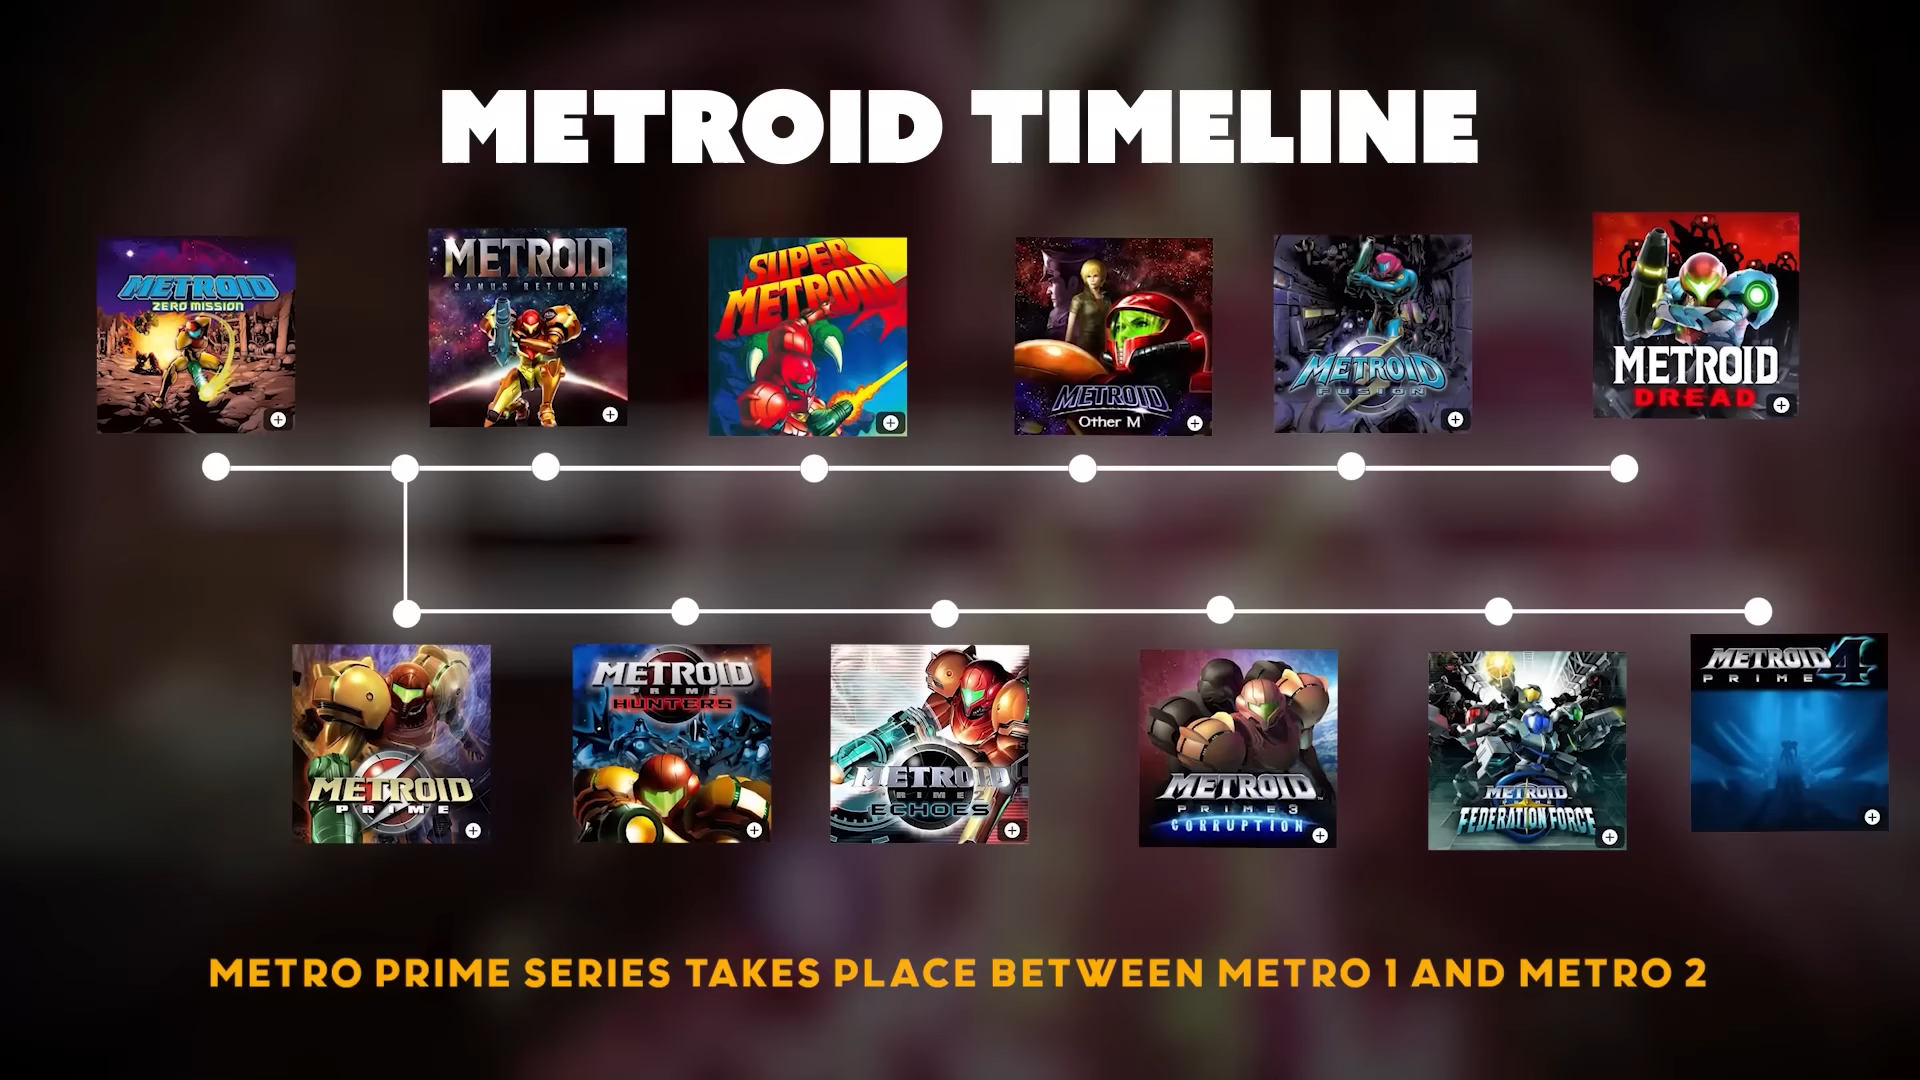 METROID TIMELINE
METROID
ZERO MISSION
METROID
SAMUS RETURNS
SUPER
METROID
METROID
Other M
METROID
FUSION
METROID
DREAD
METROID
PRIME
METROID
PRIME
HUNTERS
METROID
PRIME
ECHOES
METROID
PRIME 3
CORRUPTION
METROID
PRIME
FEDERATION FORCE
METROID 4
PRIME
METRO PRIME SERIES TAKES PLACE BETWEEN METRO 1 AND METRO 2